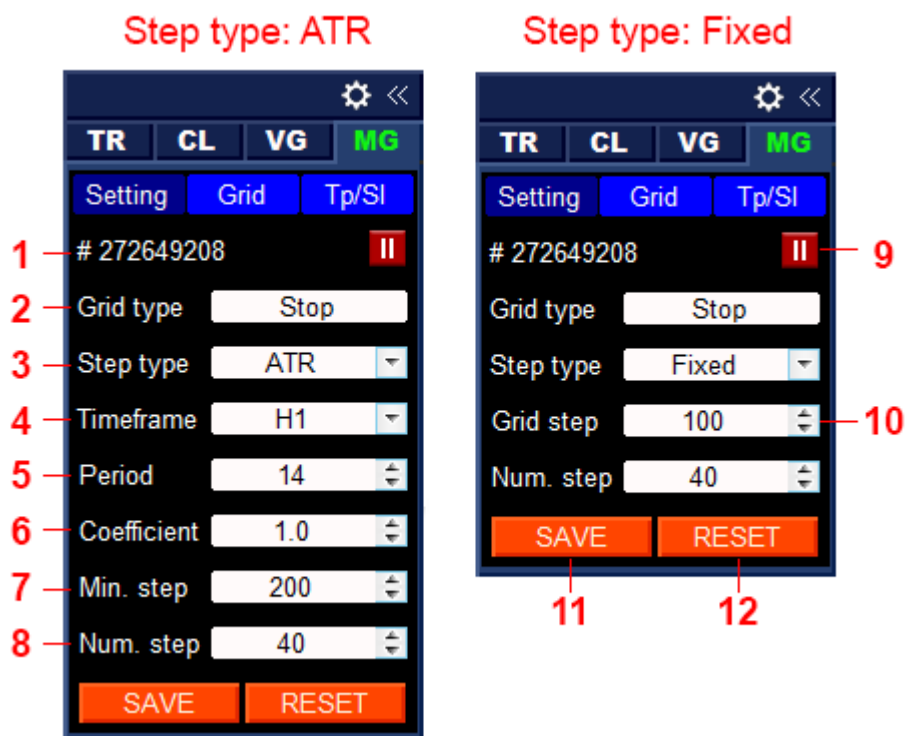 Step type: ATR
TR CL VG MG
Setting Grid Tp/Sl
1 # 272649208
2 Grid type Stop
3 Step type ATR
4 Timeframe H1
5 Period 14
6 Coefficient 1.0
7 Min. step 200
8 Num. step 40
SAVE RESET
Step type: Fixed
TR CL VG MG
Setting Grid Tp/Sl
# 272649208 9
Grid type Stop
Step type Fixed
Grid step 100 10
Num. step 40
SAVE RESET
11 12